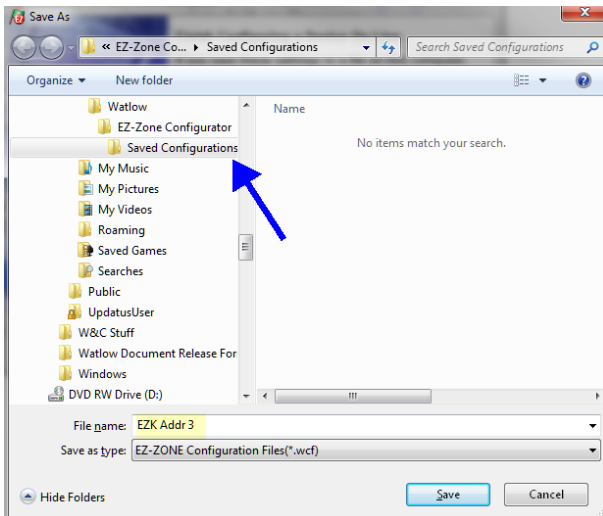 Save As
« EZ-Zone Co... ▸ Saved Configurations
Search Saved Configurations
Organize
New folder
Name
No items match your search.
Watlow
EZ-Zone Configurator
Saved Configurations
My Music
My Pictures
My Videos
Roaming
Saved Games
Searches
Public
UpdatusUser
W&C Stuff
Watlow Document Release For
Windows
DVD RW Drive (D:)
File name: EZK Addr 3
Save as type: EZ-ZONE Configuration Files(*.wcf)
Hide Folders
Save
Cancel